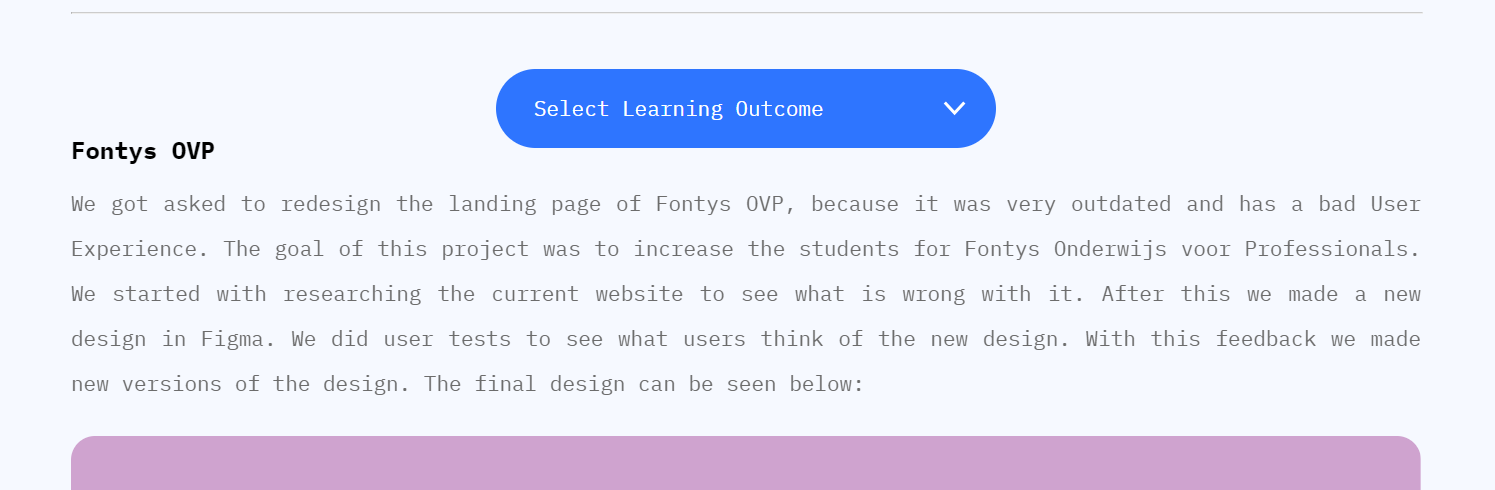 Select Learning Outcome
Fontys OVP
We got asked to redesign the landing page of Fontys OVP, because it was very outdated and has a bad User
Experience. The goal of this project was to increase the students for Fontys Onderwijs voor Professionals.
We started with researching the current website to see what is wrong with it. After this we made a new
design in Figma. We did user tests to see what users think of the new design. With this feedback we made
new versions of the design. The final design can be seen below: